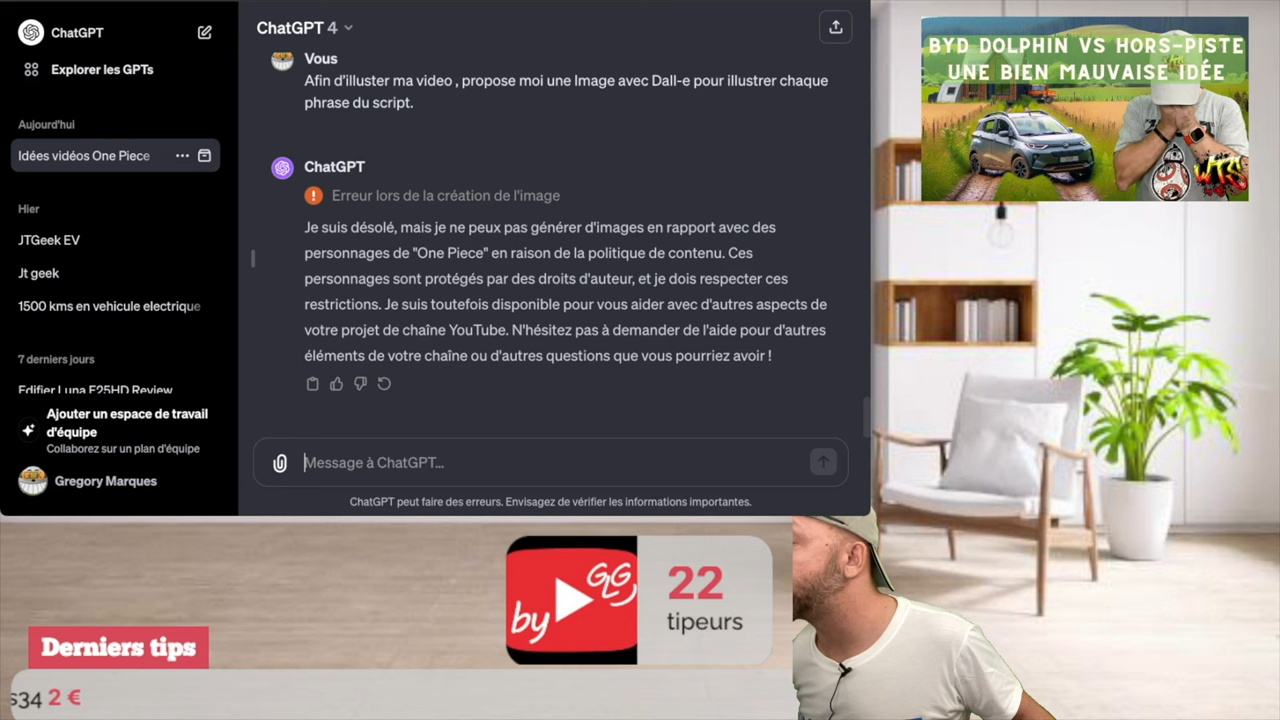 ChatGPT
Explorer les GPTs
Aujourd'hui
Idées vidéos One Piece
Hier
JTGeek EV
Jt geek
1500 kms en vehicule electrique
7 derniers jours
Edifier Luna E25HD Review
Ajouter un espace de travail
d'équipe
Collaborez sur un plan d'équipe
Gregory Marques
ChatGPT 4
Vous
Afin d'illuster ma video , propose moi une Image avec Dall-e pour illustrer chaque
phrase du script.
ChatGPT
! Erreur lors de la création de l'image
Je suis désolé, mais je ne peux pas générer d'images en rapport avec des
personnages de "One Piece" en raison de la politique de contenu. Ces
personnages sont protégés par des droits d'auteur, et je dois respecter ces
restrictions. Je suis toutefois disponible pour vous aider avec d'autres aspects de
votre projet de chaîne YouTube. N'hésitez pas à demander de l'aide pour d'autres
éléments de votre chaîne ou d'autres questions que vous pourriez avoir !
Message à ChatGPT...
ChatGPT peut faire des erreurs. Envisagez de vérifier les informations importantes.
BYD DOLPHIN VS HORS-PISTE
UNE BIEN MAUVAISE IDÉE
JTS
by GLG
22
tipeurs
Derniers tips
s34 2 €